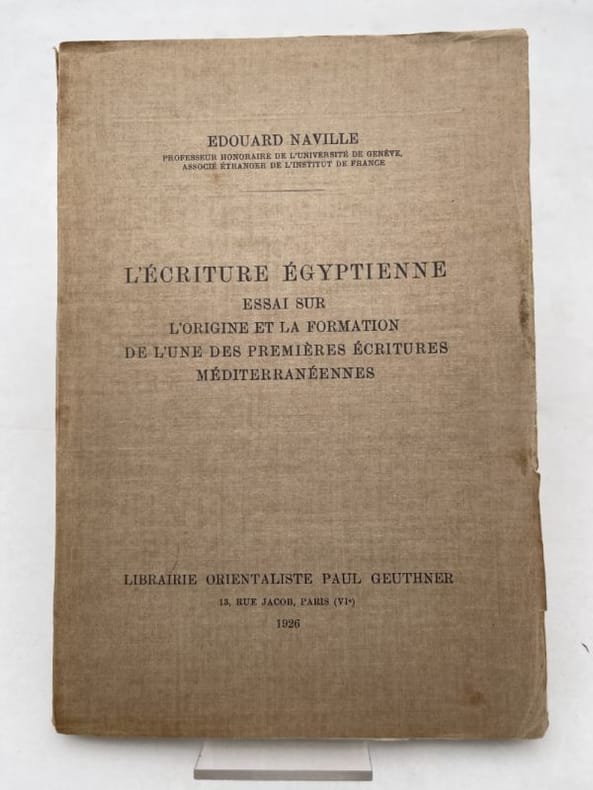 EDOUARD NAVILLE
PROFESSEUR HONORAIRE DE L'UNIVERSITÉ DE GENÈVE,
ASSOCIÉ ÉTRANGER DE L'INSTITUT DE FRANCE
L'ÉCRITURE ÉGYPTIENNE
ESSAI SUR
L'ORIGINE ET LA FORMATION
DE L'UNE DES PREMIÈRES ÉCRITURES
MÉDITERRANÉENNES
LIBRAIRIE ORIENTALISTE PAUL GEUTHNER
13, RUE JACOB, PARIS (VIᵉ)
1926